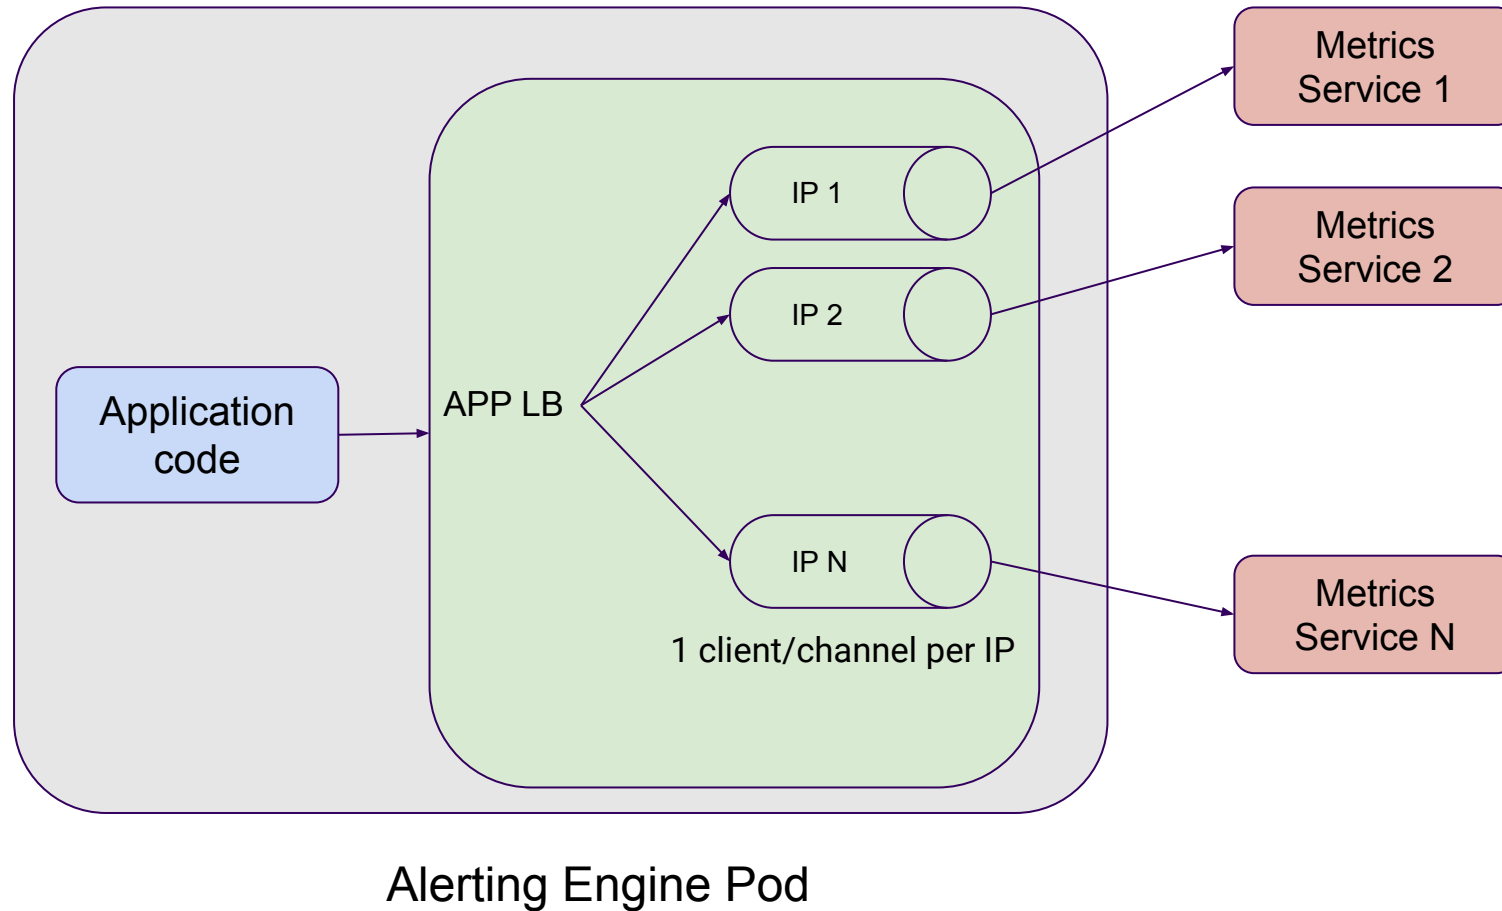 Metrics
Service 1
IP 1
Metrics
Service 2
IP 2
APP LB
Application
code
IP N
Metrics
Service N
1 client/channel per IP
Alerting Engine Pod